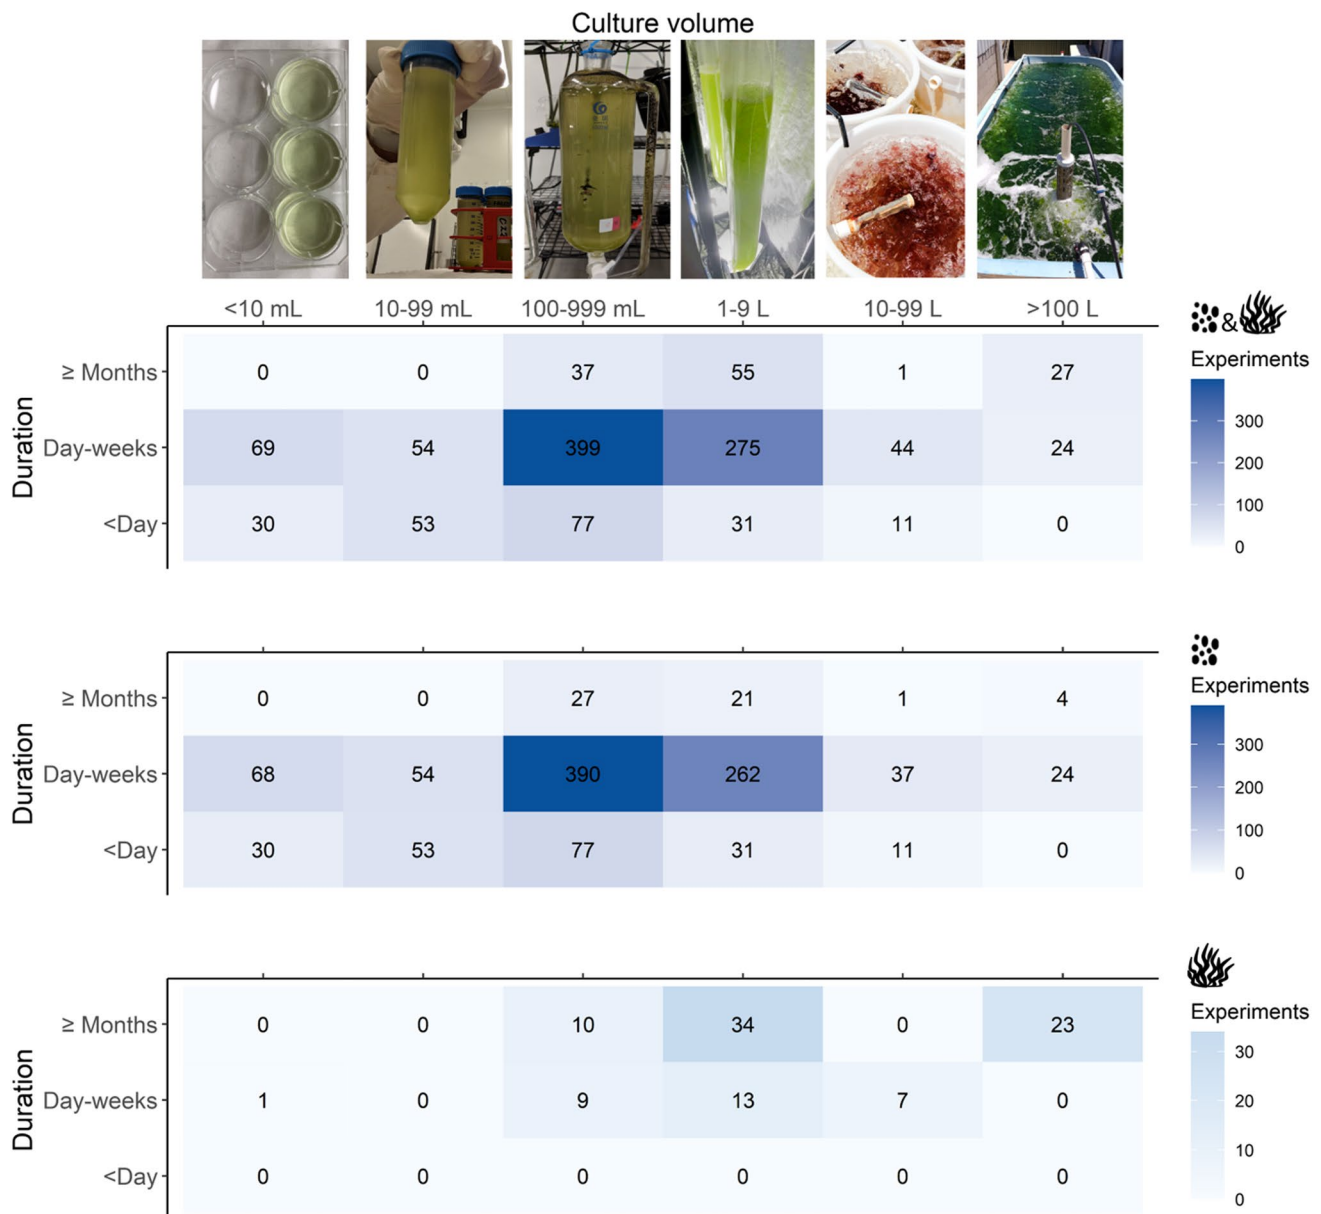 Culture volume
<10 mL 10-99 mL 100-999 mL 1-9 L 10-99 L >100 L
&
Experiments
300
200
100
0
Duration
≥ Months 0 0 37 55 1 27
Day-weeks 69 54 399 275 44 24
<Day 30 53 77 31 11 0
Experiments
300
200
100
0
Duration
≥ Months 0 0 27 21 1 4
Day-weeks 68 54 390 262 37 24
<Day 30 53 77 31 11 0
Experiments
30
20
10
0
Duration
≥ Months 0 0 10 34 0 23
Day-weeks 1 0 9 13 7 0
<Day 0 0 0 0 0 0